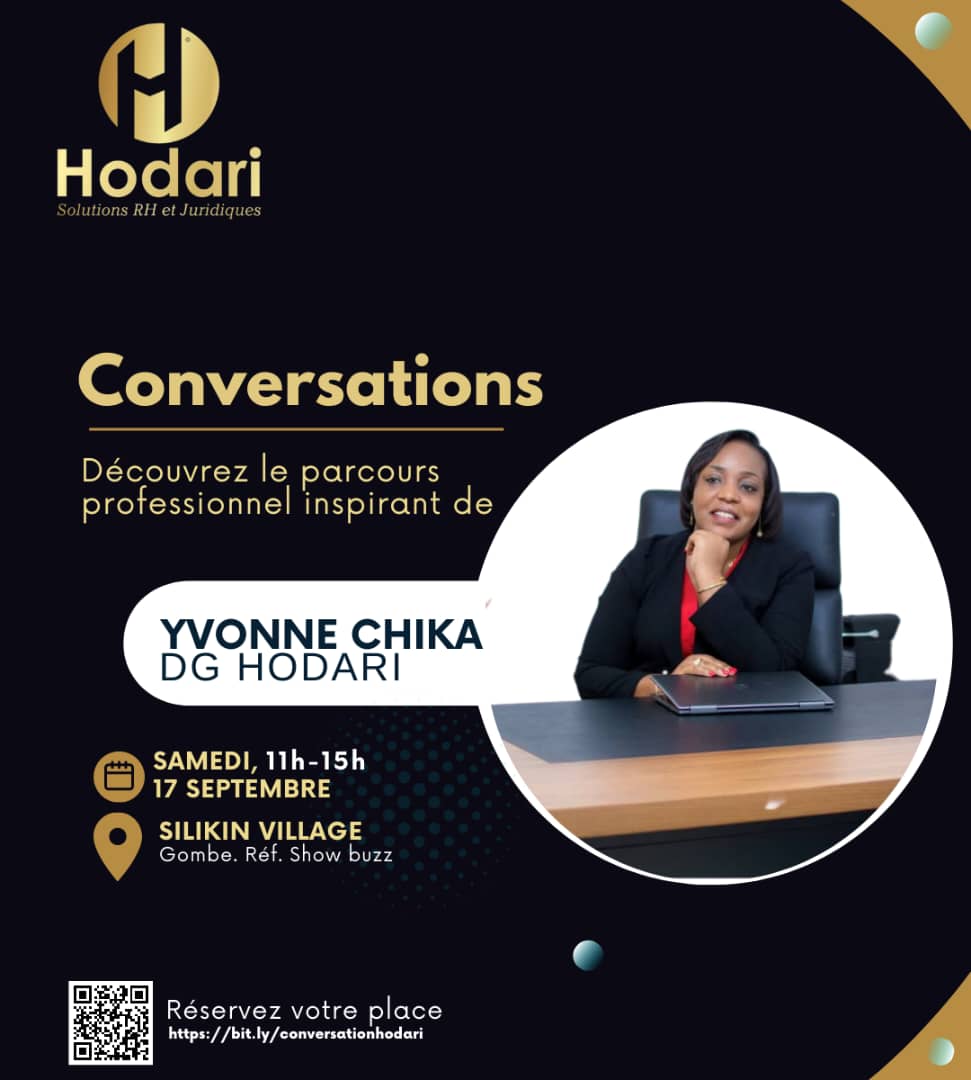 Hodari
Solutions RH et Juridiques
Conversations
Découvrez le parcours
professionnel inspirant de
YVONNE CHIKA
DG HODARI
SAMEDI, 11h-15h
17 SEPTEMBRE
SILIKIN VILLAGE
Gombe. Réf. Show buzz
Réservez votre place
https://bit.ly/conversationhodari